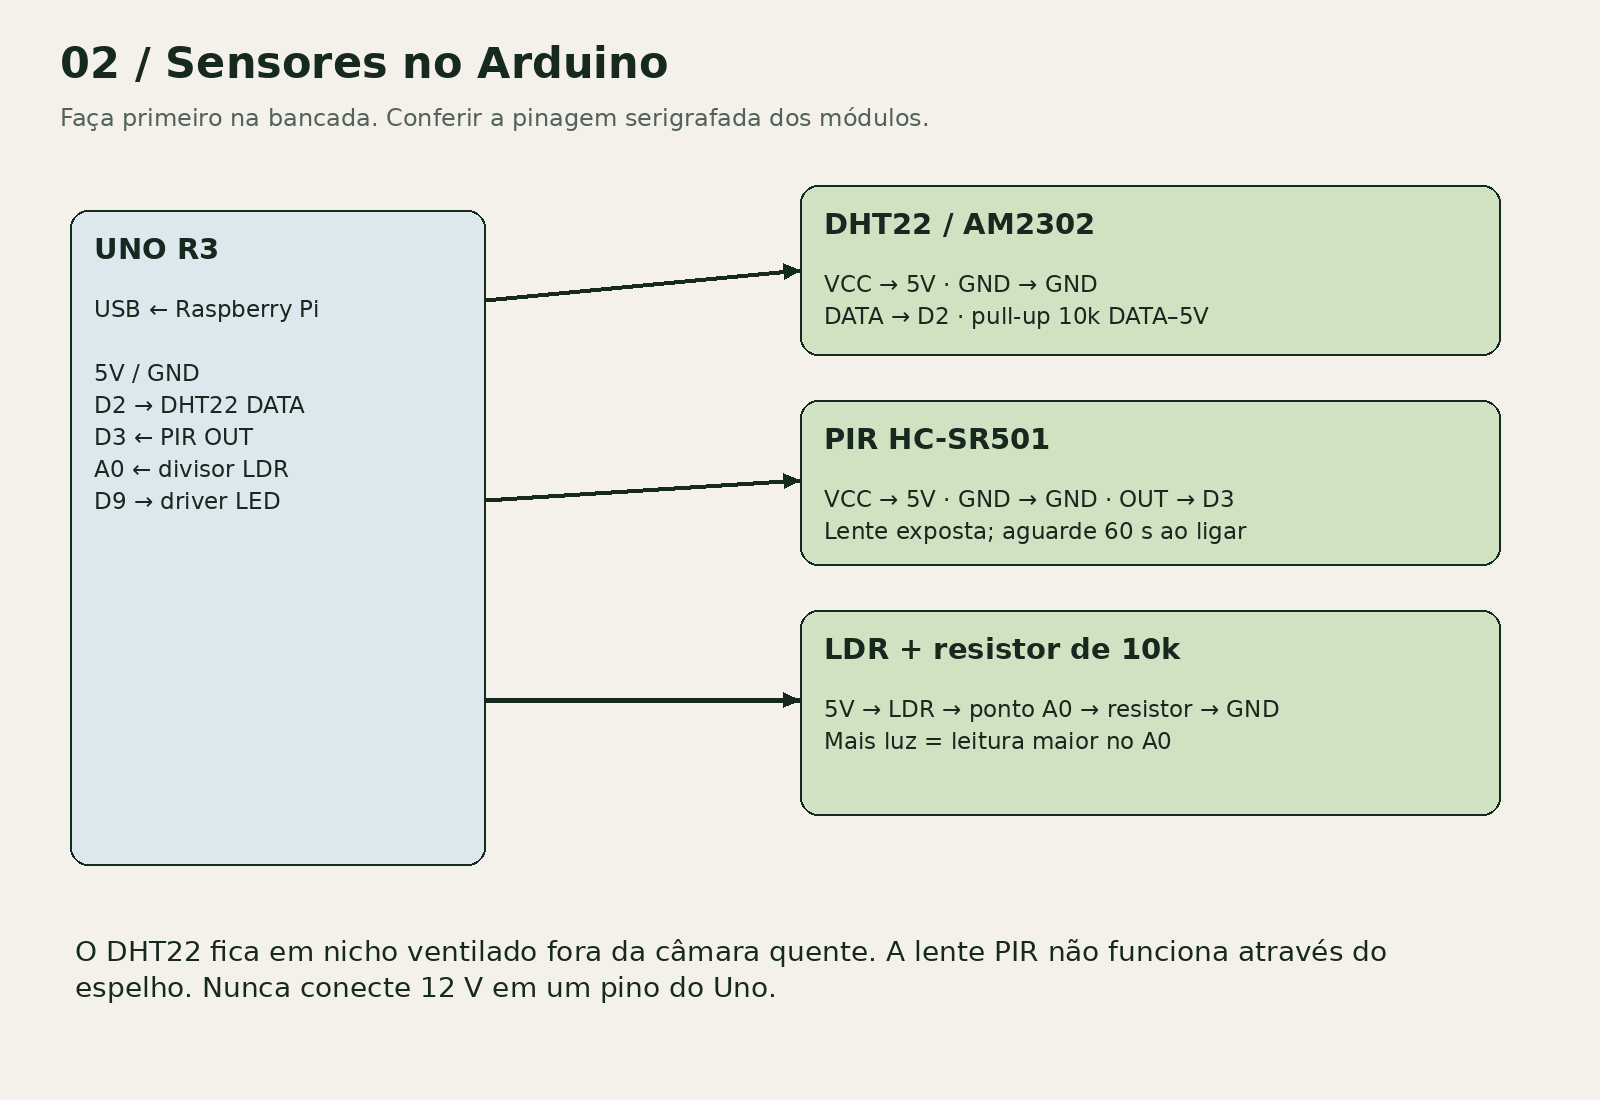 02 / Sensores no Arduino
Faça primeiro na bancada. Conferir a pinagem serigrafada dos módulos.
UNO R3
USB ← Raspberry Pi
5V / GND
D2 → DHT22 DATA
D3 ← PIR OUT
A0 ← divisor LDR
D9 → driver LED
DHT22 / AM2302
VCC → 5V · GND → GND
DATA → D2 · pull-up 10k DATA–5V
PIR HC-SR501
VCC → 5V · GND → GND · OUT → D3
Lente exposta; aguarde 60 s ao ligar
LDR + resistor de 10k
5V → LDR → ponto A0 → resistor → GND
Mais luz = leitura maior no A0
O DHT22 fica em nicho ventilado fora da câmara quente. A lente PIR não funciona através do
espelho. Nunca conecte 12 V em um pino do Uno.